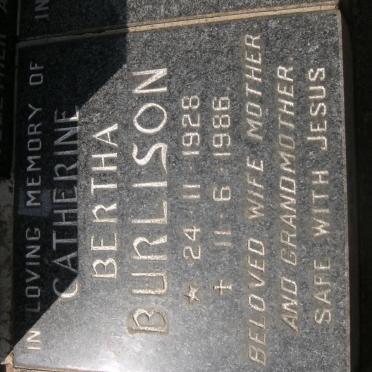 IN LOVING MEMORY OF
CATHERINE
BERTHA
BURLISON
★ 24 11 1928
✝ 11 6 1986
BELOVED WIFE MOTHER
AND GRANDMOTHER
SAFE WITH JESUS
IN